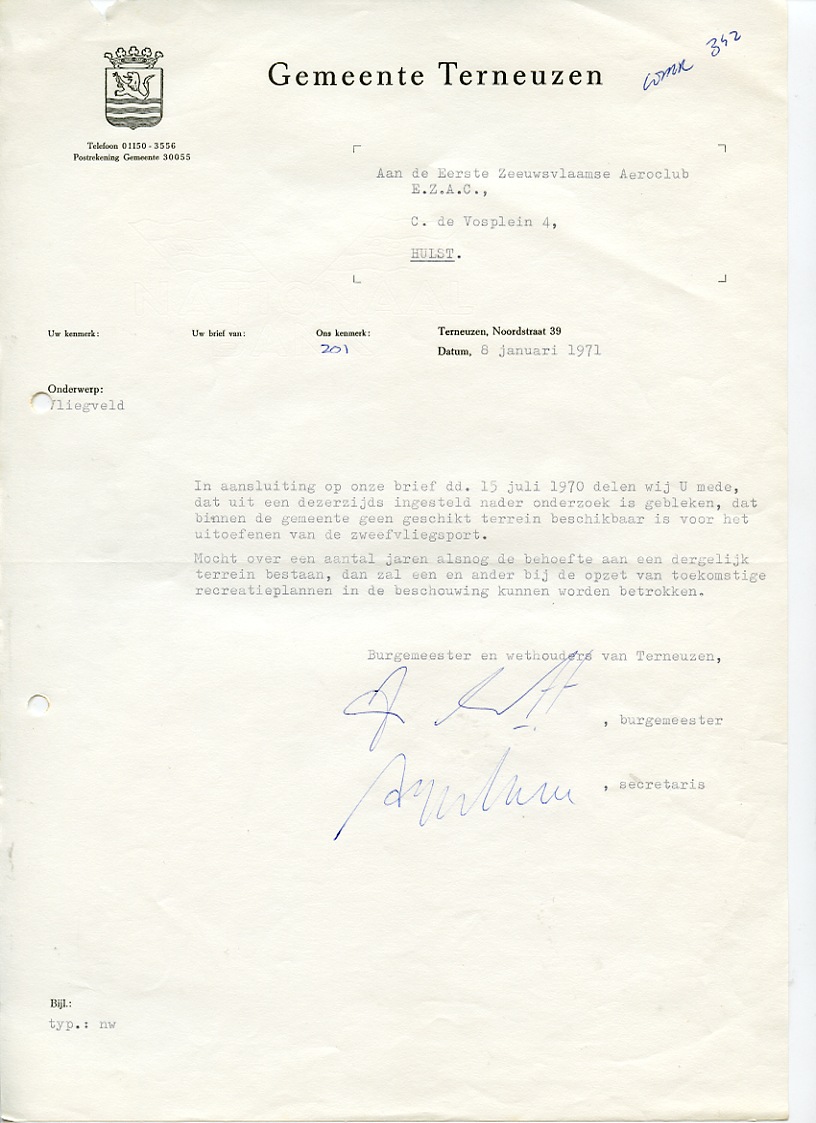 Gemeente Terneuzen
342
Telefoon 01150 - 3556
Postrekening Gemeente 30055
Aan de Eerste Zeeuwsvlaamse Aeroclub
E.Z.A.C.,
C. de Vosplein 4,
HULST.
Uw kenmerk:
Uw brief van:
Ons kenmerk:
201
Terneuzen, Noordstraat 39
Datum, 8 januari 1971
Onderwerp:
Vliegveld
In aansluiting op onze brief dd. 15 juli 1970 delen wij U mede,
dat uit een dezerzijds ingesteld nader onderzoek is gebleken, dat
binnen de gemeente geen geschikt terrein beschikbaar is voor het
uitoefenen van de zweefvliegsport.
Mocht over een aantal jaren alsnog de behoefte aan een dergelijk
terrein bestaan, dan zal een en ander bij de opzet van toekomstige
recreatieplannen in de beschouwing kunnen worden betrokken.
Burgemeester en wethouders van Terneuzen,
, burgemeester
, secretaris
Bijl.:
typ.: nw